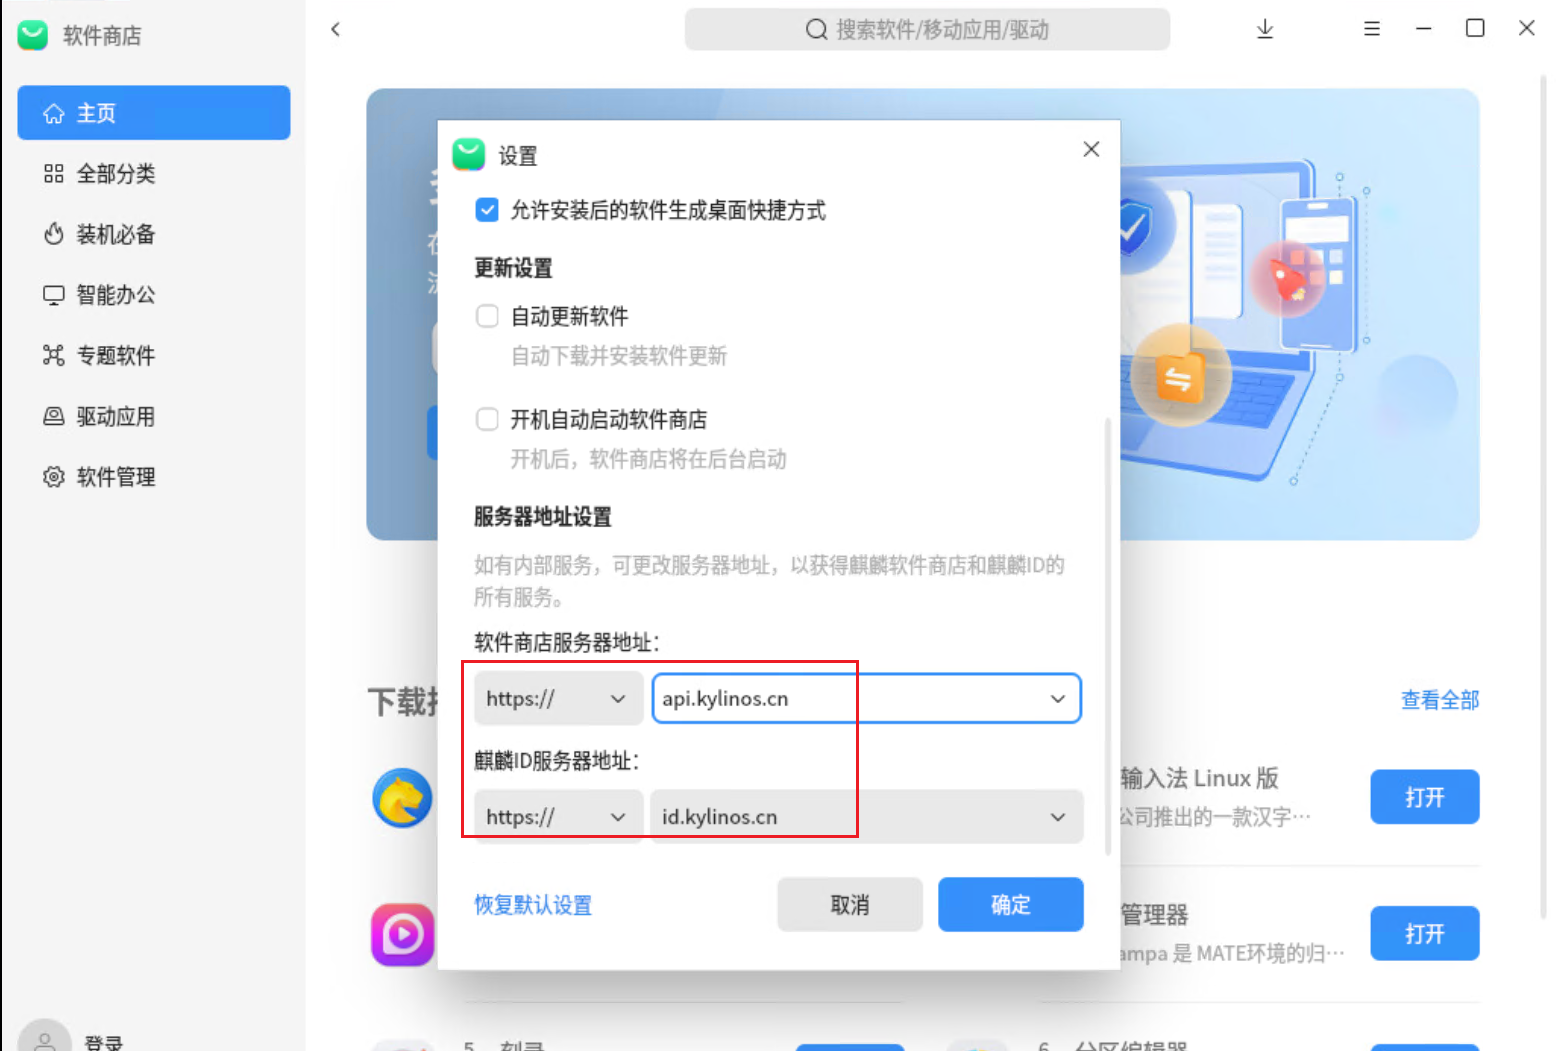 软件商店
搜索软件/移动应用/驱动
主页
全部分类
装机必备
智能办公
专题软件
驱动应用
软件管理
登录
设置
允许安装后的软件生成桌面快捷方式
更新设置
自动更新软件
自动下载并安装软件更新
开机自动启动软件商店
开机后，软件商店将在后台启动
服务器地址设置
如有内部服务，可更改服务器地址，以获得麒麟软件商店和麒麟ID的
所有服务。
软件商店服务器地址：
https://
api.kylinos.cn
麒麟ID服务器地址：
https://
id.kylinos.cn
恢复默认设置
取消
确定
下载
查看全部
输入法 Linux 版
公司推出的一款汉字…
打开
管理器
ampa 是 MATE环境的归…
打开
5
刻录
6
分区编辑器